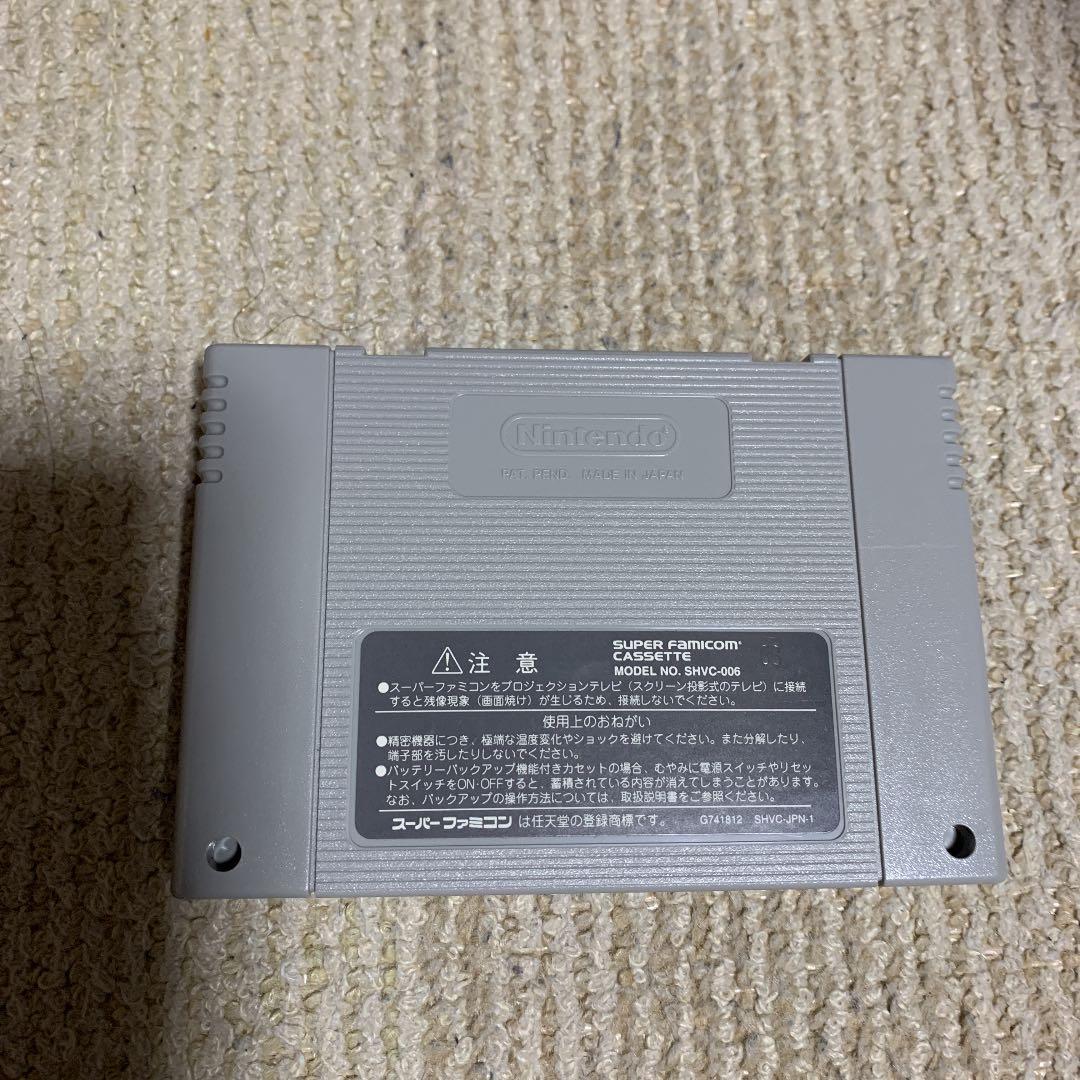 Nintendo
PAT. PEND. MADE IN JAPAN
⚠注 意
SUPER FAMICOM
CASSETTE
MODEL NO. SHVC-006
●スーパーファミコンをプロジェクションテレビ（スクリーン投影式のテレビ）に接続
すると残像現象（画面焼け）が生じるため、接続しないでください。
使用上のおねがい
●精密機器につき、極端な温度変化やショックを避けてください。また分解したり、
端子部を汚したりしないでください。
●バッテリーバックアップ機能付きカセットの場合、むやみに電源スイッチやリセッ
トスイッチをON・OFFすると、蓄積されている内容が消えてしまうことがあります。
なお、バックアップの操作方法については、取扱説明書をご参照ください。
スーパーファミコン は任天堂の登録商標です。 G741812 SHVC-JPN-1